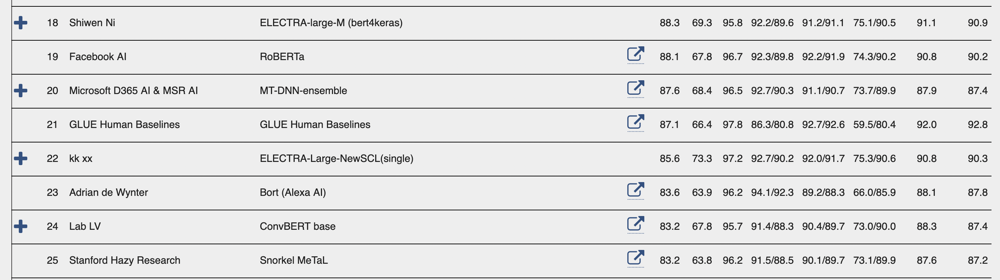 18 Shiwen Ni ELECTRA-large-M (bert4keras) 88.3 69.3 95.8 92.2/89.6 91.2/91.1 75.1/90.5 91.1 90.9
19 Facebook AI RoBERTa 88.1 67.8 96.7 92.3/89.8 92.2/91.9 74.3/90.2 90.8 90.2
20 Microsoft D365 AI & MSR AI MT-DNN-ensemble 87.6 68.4 96.5 92.7/90.3 91.1/90.7 73.7/89.9 87.9 87.4
21 GLUE Human Baselines GLUE Human Baselines 87.1 66.4 97.8 86.3/80.8 92.7/92.6 59.5/80.4 92.0 92.8
22 kk xx ELECTRA-Large-NewSCL(single) 85.6 73.3 97.2 92.7/90.2 92.0/91.7 75.3/90.6 90.8 90.3
23 Adrian de Wynter Bort (Alexa AI) 83.6 63.9 96.2 94.1/92.3 89.2/88.3 66.0/85.9 88.1 87.8
24 Lab LV ConvBERT base 83.2 67.8 95.7 91.4/88.3 90.4/89.7 73.0/90.0 88.3 87.4
25 Stanford Hazy Research Snorkel MeTaL 83.2 63.8 96.2 91.5/88.5 90.1/89.7 73.1/89.9 87.6 87.2